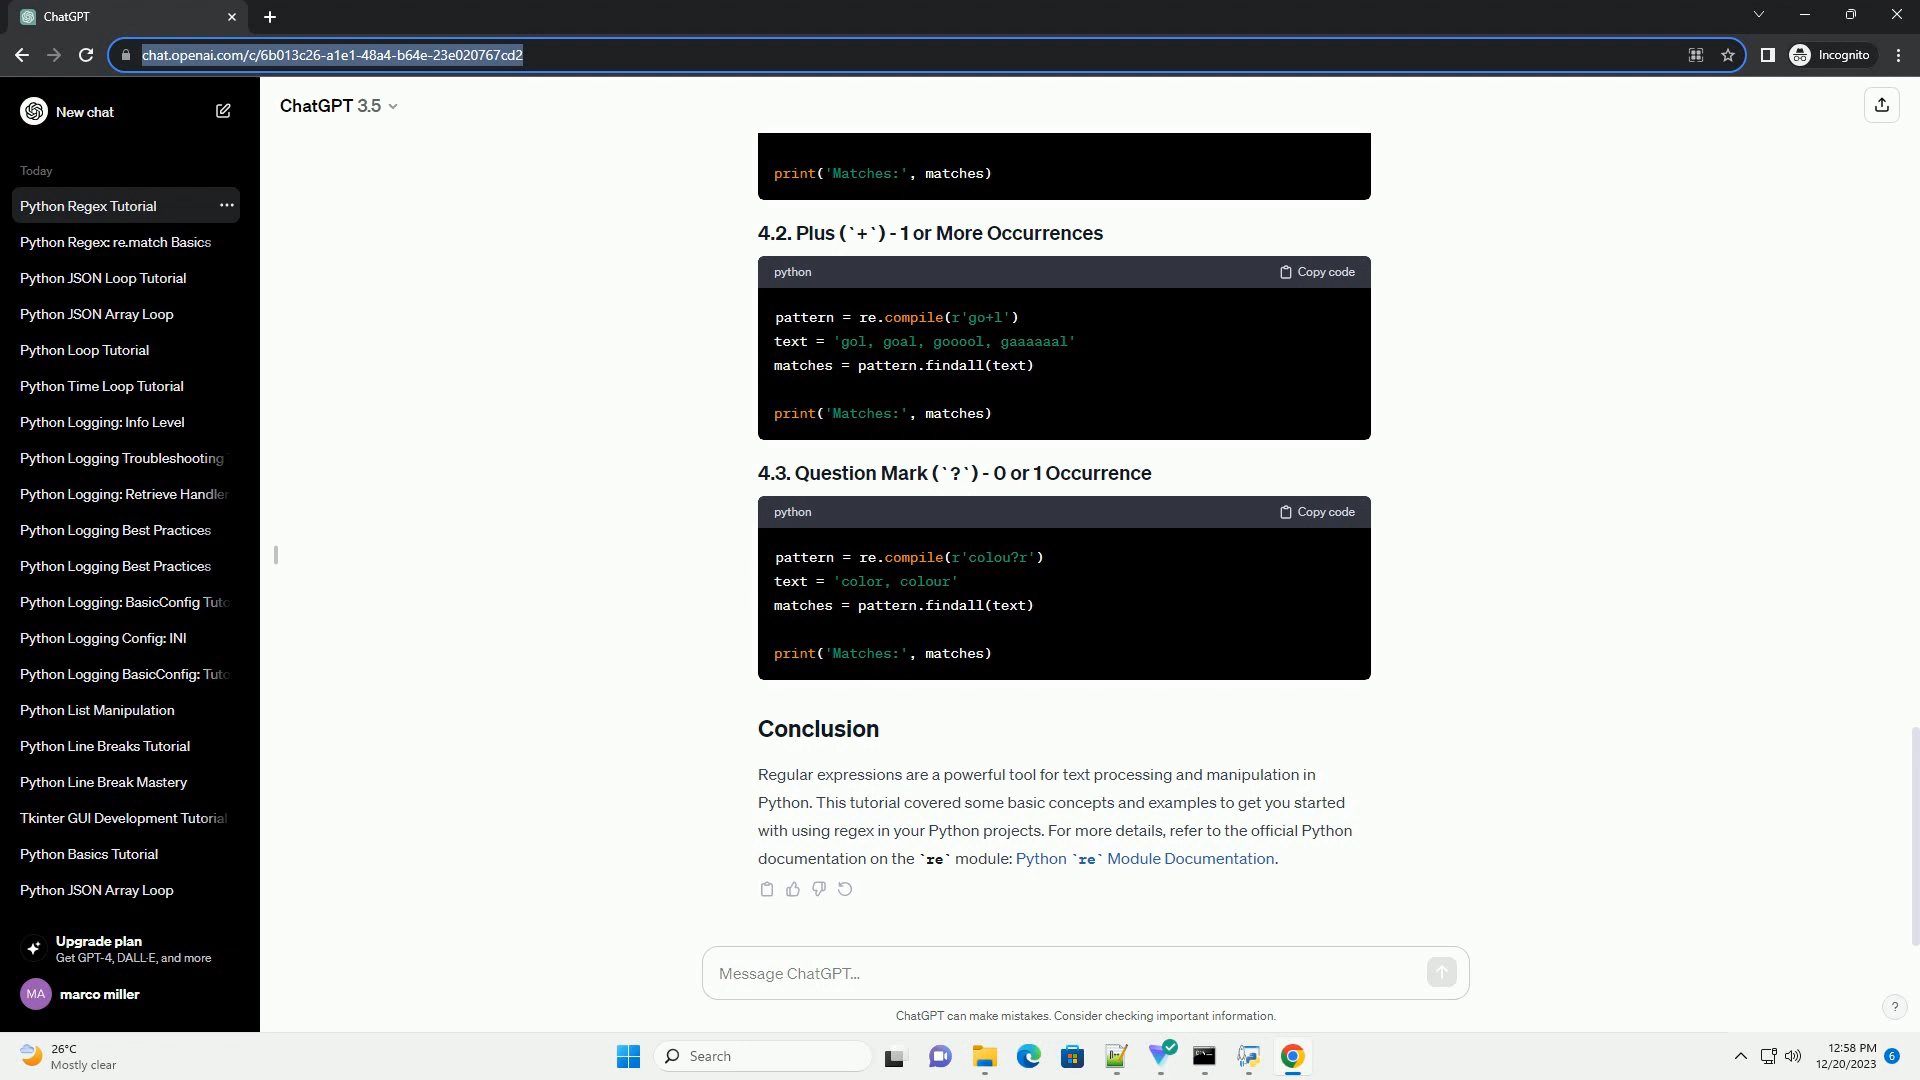 ChatGPT
chat.openai.com/c/6b013c26-a1e1-48a4-b64e-23e020767cd2
Incognito
New chat
Today
Python Regex Tutorial
Python Regex: re.match Basics
Python JSON Loop Tutorial
Python JSON Array Loop
Python Loop Tutorial
Python Time Loop Tutorial
Python Logging: Info Level
Python Logging Troubleshooting
Python Logging: Retrieve Handler
Python Logging Best Practices
Python Logging Best Practices
Python Logging: BasicConfig Tuto
Python Logging Config: INI
Python Logging BasicConfig: Tuto
Python List Manipulation
Python Line Breaks Tutorial
Python Line Break Mastery
Tkinter GUI Development Tutorial
Python Basics Tutorial
Python JSON Array Loop
Upgrade plan
Get GPT-4, DALL·E, and more
MA
marco miller
ChatGPT 3.5
print('Matches:', matches)
4.2. Plus (`+`) - 1 or More Occurrences
python
Copy code
pattern = re.compile(r'go+l')
text = 'gol, goal, gooool, gaaaaaal'
matches = pattern.findall(text)
print('Matches:', matches)
4.3. Question Mark (`?`) - 0 or 1 Occurrence
python
Copy code
pattern = re.compile(r'colou?r')
text = 'color, colour'
matches = pattern.findall(text)
print('Matches:', matches)
Conclusion
Regular expressions are a powerful tool for text processing and manipulation in
Python. This tutorial covered some basic concepts and examples to get you started
with using regex in your Python projects. For more details, refer to the official Python
documentation on the `re` module: Python `re` Module Documentation.
Message ChatGPT...
ChatGPT can make mistakes. Consider checking important information.
?
26°C
Mostly clear
Search
12:58 PM
12/20/2023
6